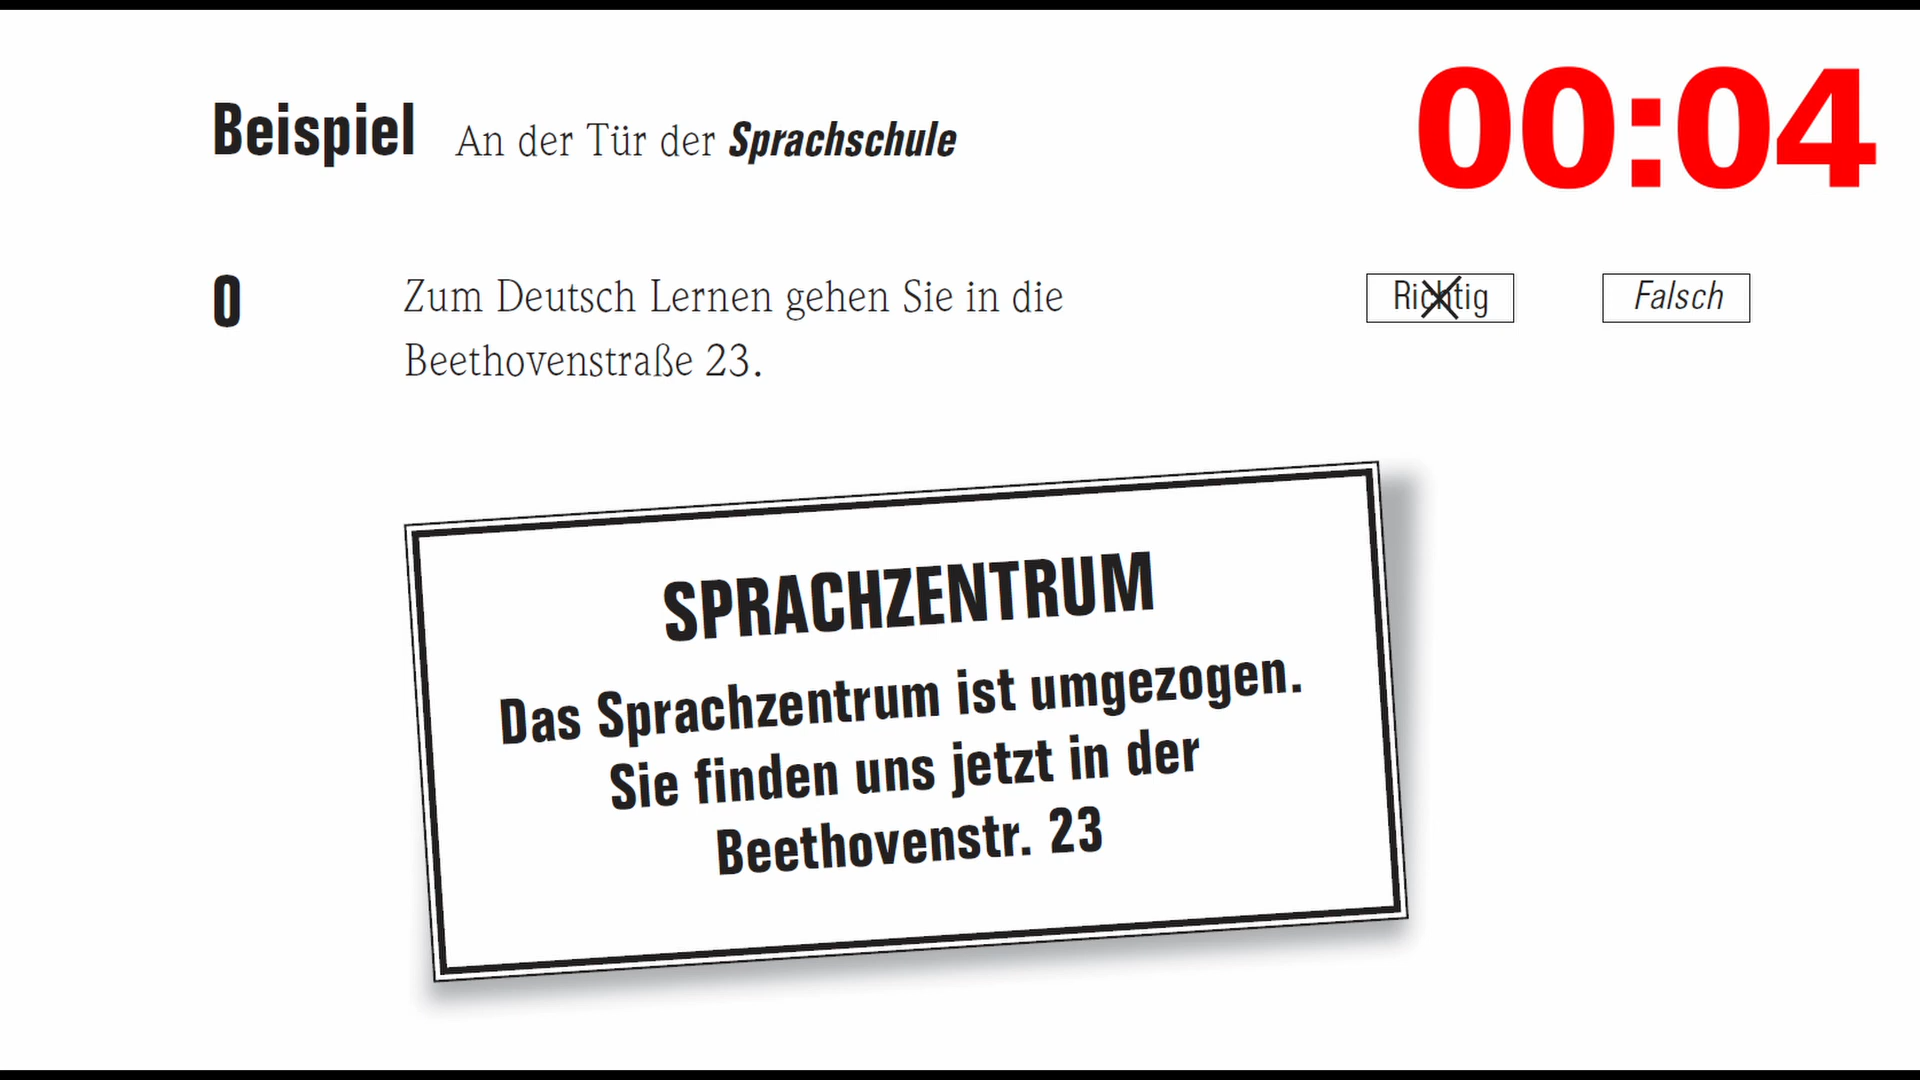 Beispiel An der Tür der Sprachschule
00:04
0 Zum Deutsch Lernen gehen Sie in die
Beethovenstraße 23.
Richtig Falsch
SPRACHZENTRUM
Das Sprachzentrum ist umgezogen.
Sie finden uns jetzt in der
Beethovenstr. 23